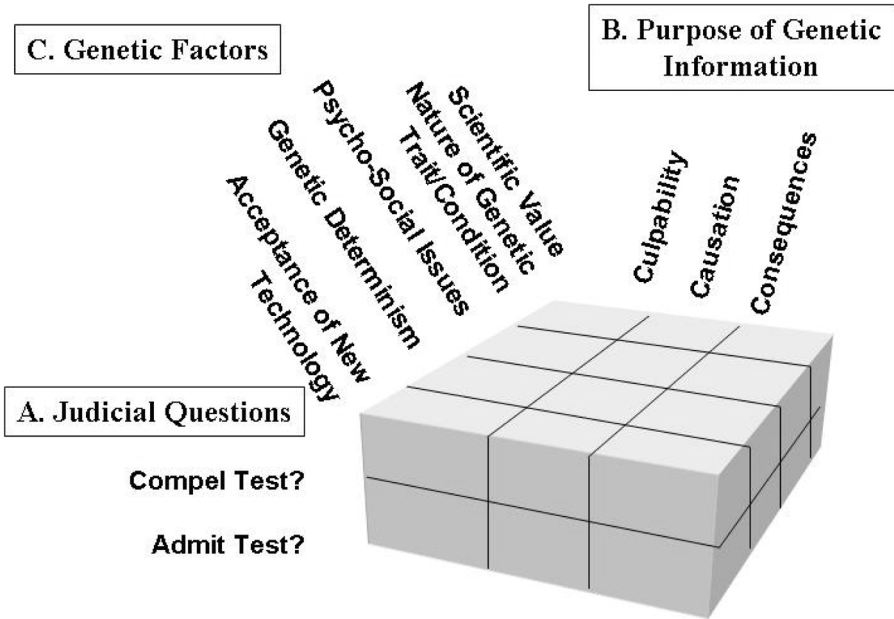 C. Genetic Factors
B. Purpose of Genetic
Information
Scientific Value
Nature of Genetic
Trait/Condition
Psycho-Social Issues
Genetic Determinism
Acceptance of New
Technology
Culpability
Causation
Consequences
A. Judicial Questions
Compel Test?
Admit Test?